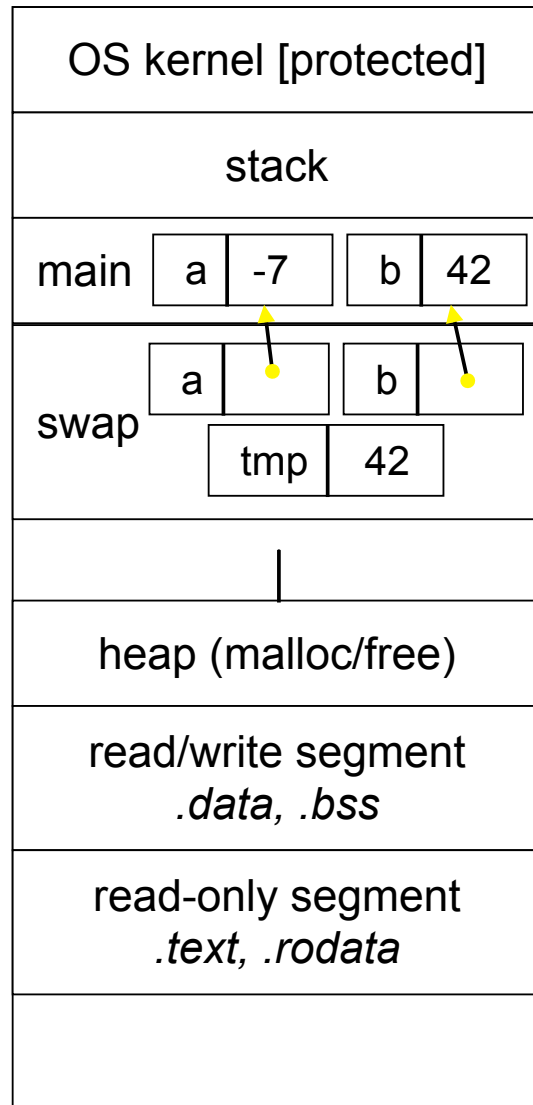 OS kernel [protected]
stack
main a -7 b 42
a b
swap
tmp 42
heap (malloc/free)
read/write segment
.data, .bss
read-only segment
.text, .rodata